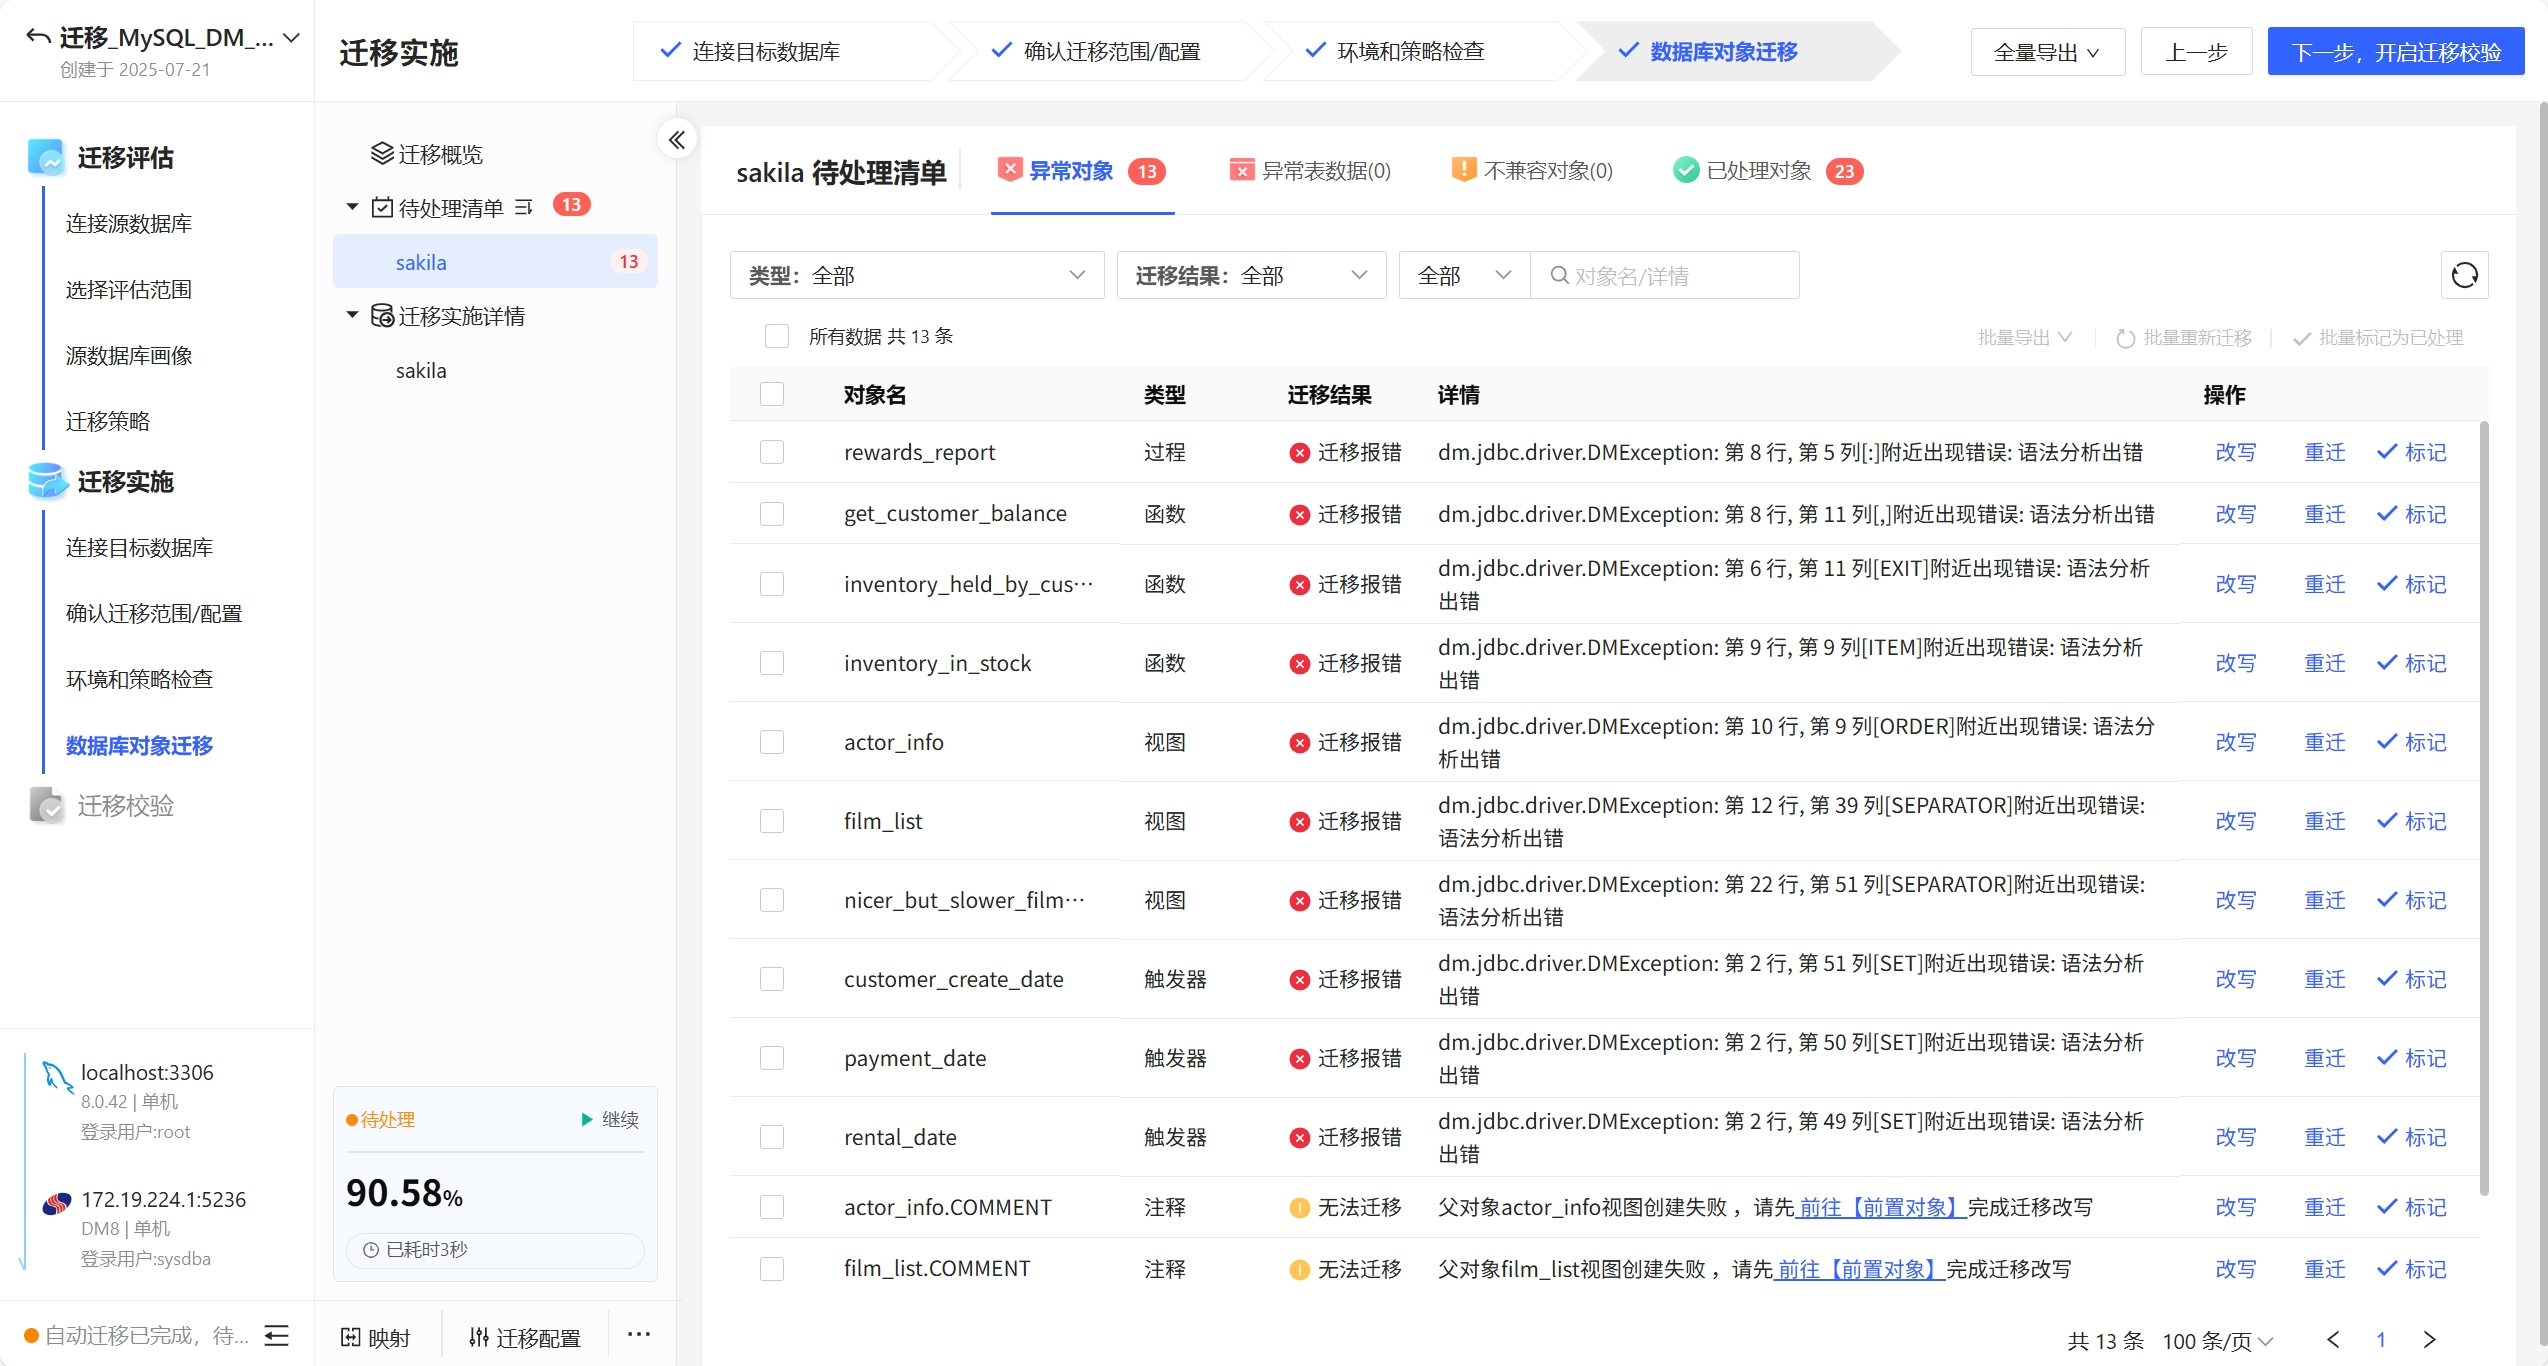 迁移_MySQL_DM_...
创建于 2025-07-21
迁移实施
连接目标数据库
确认迁移范围/配置
环境和策略检查
数据库对象迁移
全量导出
上一步
下一步，开启迁移校验
迁移评估
连接源数据库
选择评估范围
源数据库画像
迁移策略
迁移实施
连接目标数据库
确认迁移范围/配置
环境和策略检查
数据库对象迁移
迁移校验
localhost:3306
8.0.42 | 单机
登录用户:root
172.19.224.1:5236
DM8 | 单机
登录用户:sysdba
自动迁移已完成，待...
迁移概览
待处理清单 13
sakila 13
迁移实施详情
sakila
待处理 继续
90.58%
已耗时3秒
映射 迁移配置 ···
sakila 待处理清单 异常对象 13 异常表数据(0) 不兼容对象(0) 已处理对象 23
类型：全部 迁移结果：全部 全部 对象名/详情
所有数据 共 13 条 批量导出 批量重新迁移 批量标记为已处理
对象名 类型 迁移结果 详情 操作
rewards_report 过程 迁移报错 dm.jdbc.driver.DMException: 第 8 行, 第 5 列[:]附近出现错误: 语法分析出错 改写 重迁 标记
get_customer_balance 函数 迁移报错 dm.jdbc.driver.DMException: 第 8 行, 第 11 列[,]附近出现错误: 语法分析出错 改写 重迁 标记
inventory_held_by_cus··· 函数 迁移报错 dm.jdbc.driver.DMException: 第 6 行, 第 11 列[EXIT]附近出现错误: 语法分析
出错 改写 重迁 标记
inventory_in_stock 函数 迁移报错 dm.jdbc.driver.DMException: 第 9 行, 第 9 列[ITEM]附近出现错误: 语法分析
出错 改写 重迁 标记
actor_info 视图 迁移报错 dm.jdbc.driver.DMException: 第 10 行, 第 9 列[ORDER]附近出现错误: 语法分
析出错 改写 重迁 标记
film_list 视图 迁移报错 dm.jdbc.driver.DMException: 第 12 行, 第 39 列[SEPARATOR]附近出现错误:
语法分析出错 改写 重迁 标记
nicer_but_slower_film··· 视图 迁移报错 dm.jdbc.driver.DMException: 第 22 行, 第 51 列[SEPARATOR]附近出现错误:
语法分析出错 改写 重迁 标记
customer_create_date 触发器 迁移报错 dm.jdbc.driver.DMException: 第 2 行, 第 51 列[SET]附近出现错误: 语法分析
出错 改写 重迁 标记
payment_date 触发器 迁移报错 dm.jdbc.driver.DMException: 第 2 行, 第 50 列[SET]附近出现错误: 语法分析
出错 改写 重迁 标记
rental_date 触发器 迁移报错 dm.jdbc.driver.DMException: 第 2 行, 第 49 列[SET]附近出现错误: 语法分析
出错 改写 重迁 标记
actor_info.COMMENT 注释 无法迁移 父对象actor_info视图创建失败， 请先 前往【前置对象】完成迁移改写 改写 重迁 标记
film_list.COMMENT 注释 无法迁移 父对象film_list视图创建失败， 请先 前往【前置对象】完成迁移改写 改写 重迁 标记
共 13 条 100 条/页 1